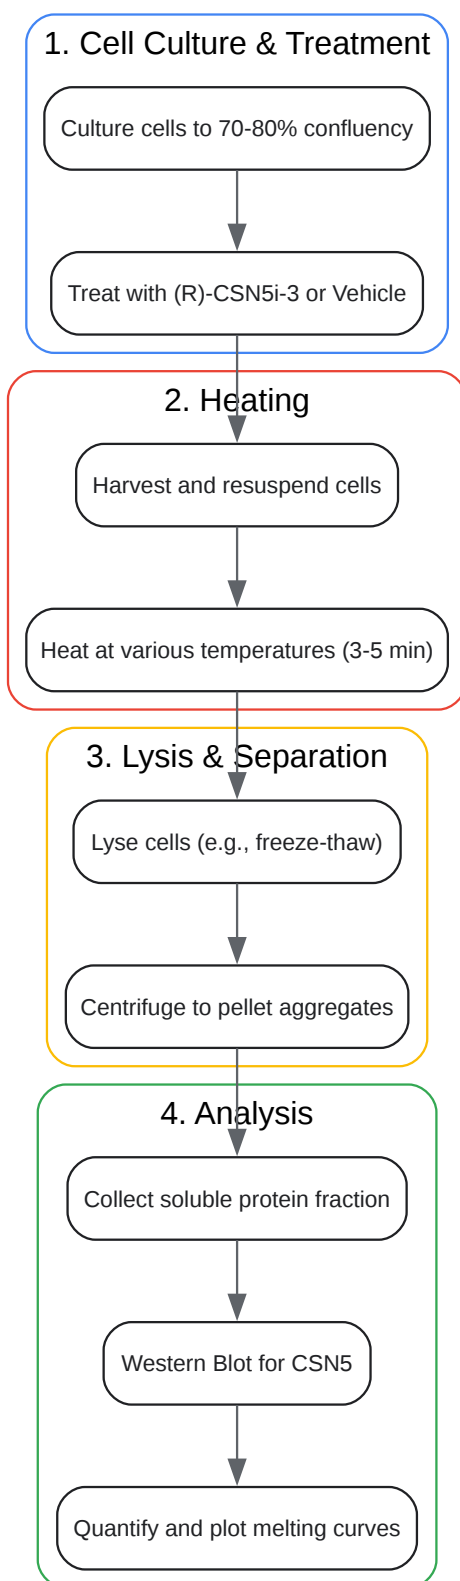 1. Cell Culture & Treatment
Culture cells to 70-80% confluency
Treat with (R)-CSN5i-3 or Vehicle
2. Heating
Harvest and resuspend cells
Heat at various temperatures (3-5 min)
3. Lysis & Separation
Lyse cells (e.g., freeze-thaw)
Centrifuge to pellet aggregates
4. Analysis
Collect soluble protein fraction
Western Blot for CSN5
Quantify and plot melting curves